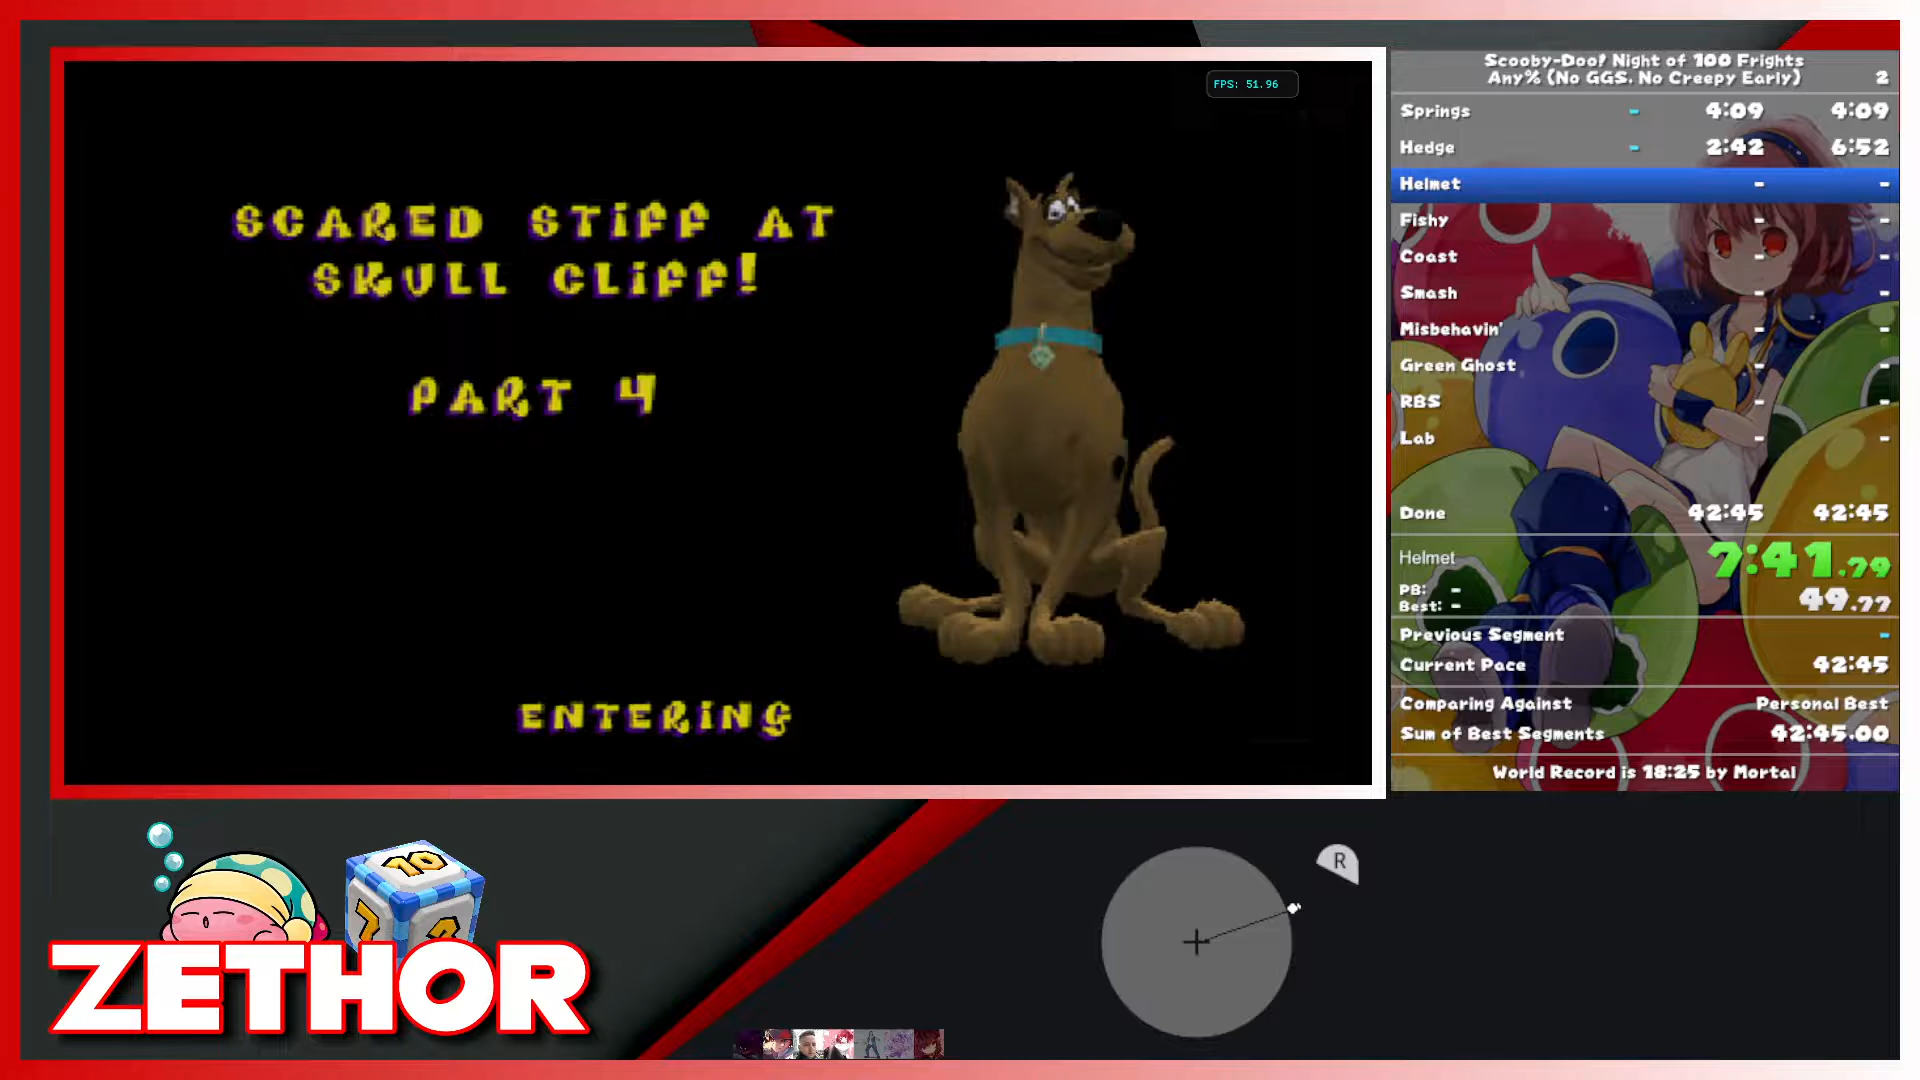 FPS: 51.96
SCARED STIFF AT
SKULL CLIFF!
PART 4
ENTERING
Scooby-Doo! Night of 100 Frights
Any% (No GGS, No Creepy Early) 2
Springs - 4:09 4:09
Hedge - 2:42 6:52
Helmet - -
Fishy - -
Coast - -
Smash - -
Misbehavin' - -
Green Ghost - -
RBS - -
Lab - -
Done 42:45 42:45
Helmet 7:41.79
PB: -
Best: - 49.77
Previous Segment -
Current Pace 42:45
Comparing Against Personal Best
Sum of Best Segments 42:45.00
World Record is 18:25 by Mortal
R
10
7
ZETHOR